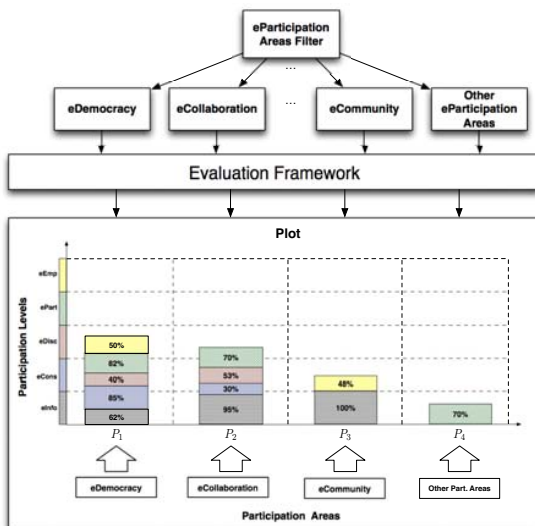 eParticipation
Areas Filter
...
eDemocracy
eCollaboration
...
eCommunity
Other
eParticipation
Areas
Evaluation Framework
Plot
Participation Levels
eEmp
ePart
eDisc
eCons
eInfo
50%
82%
40%
85%
62%
70%
53%
30%
95%
48%
100%
70%
P1
P2
P3
P4
eDemocracy
eCollaboration
eCommunity
Other Part. Areas
Participation Areas